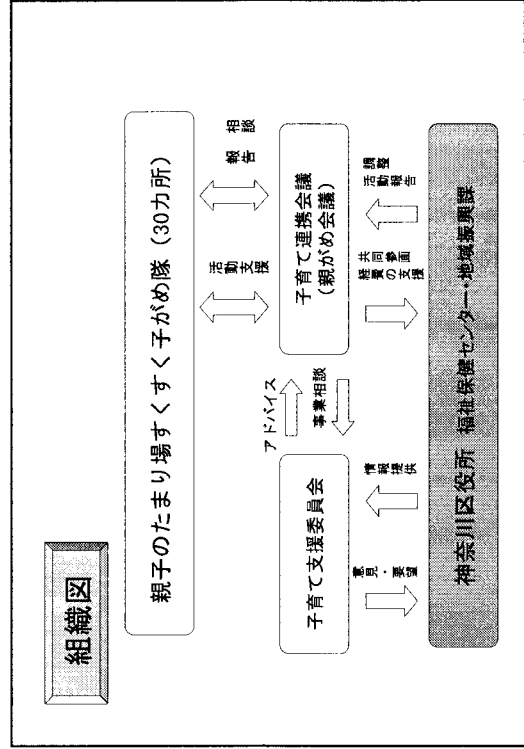 組織図
親子のたまり場すくすく子がめ隊（30カ所）
活動
支援
報告
相談
子育て支援委員会
アドバイス
事業相談
子育て連携会議
（親がめ会議）
意見・要望
情報提供
共同参画
経費の支援
調整
活動報告
神奈川区役所 福祉保健センター・地域振興課